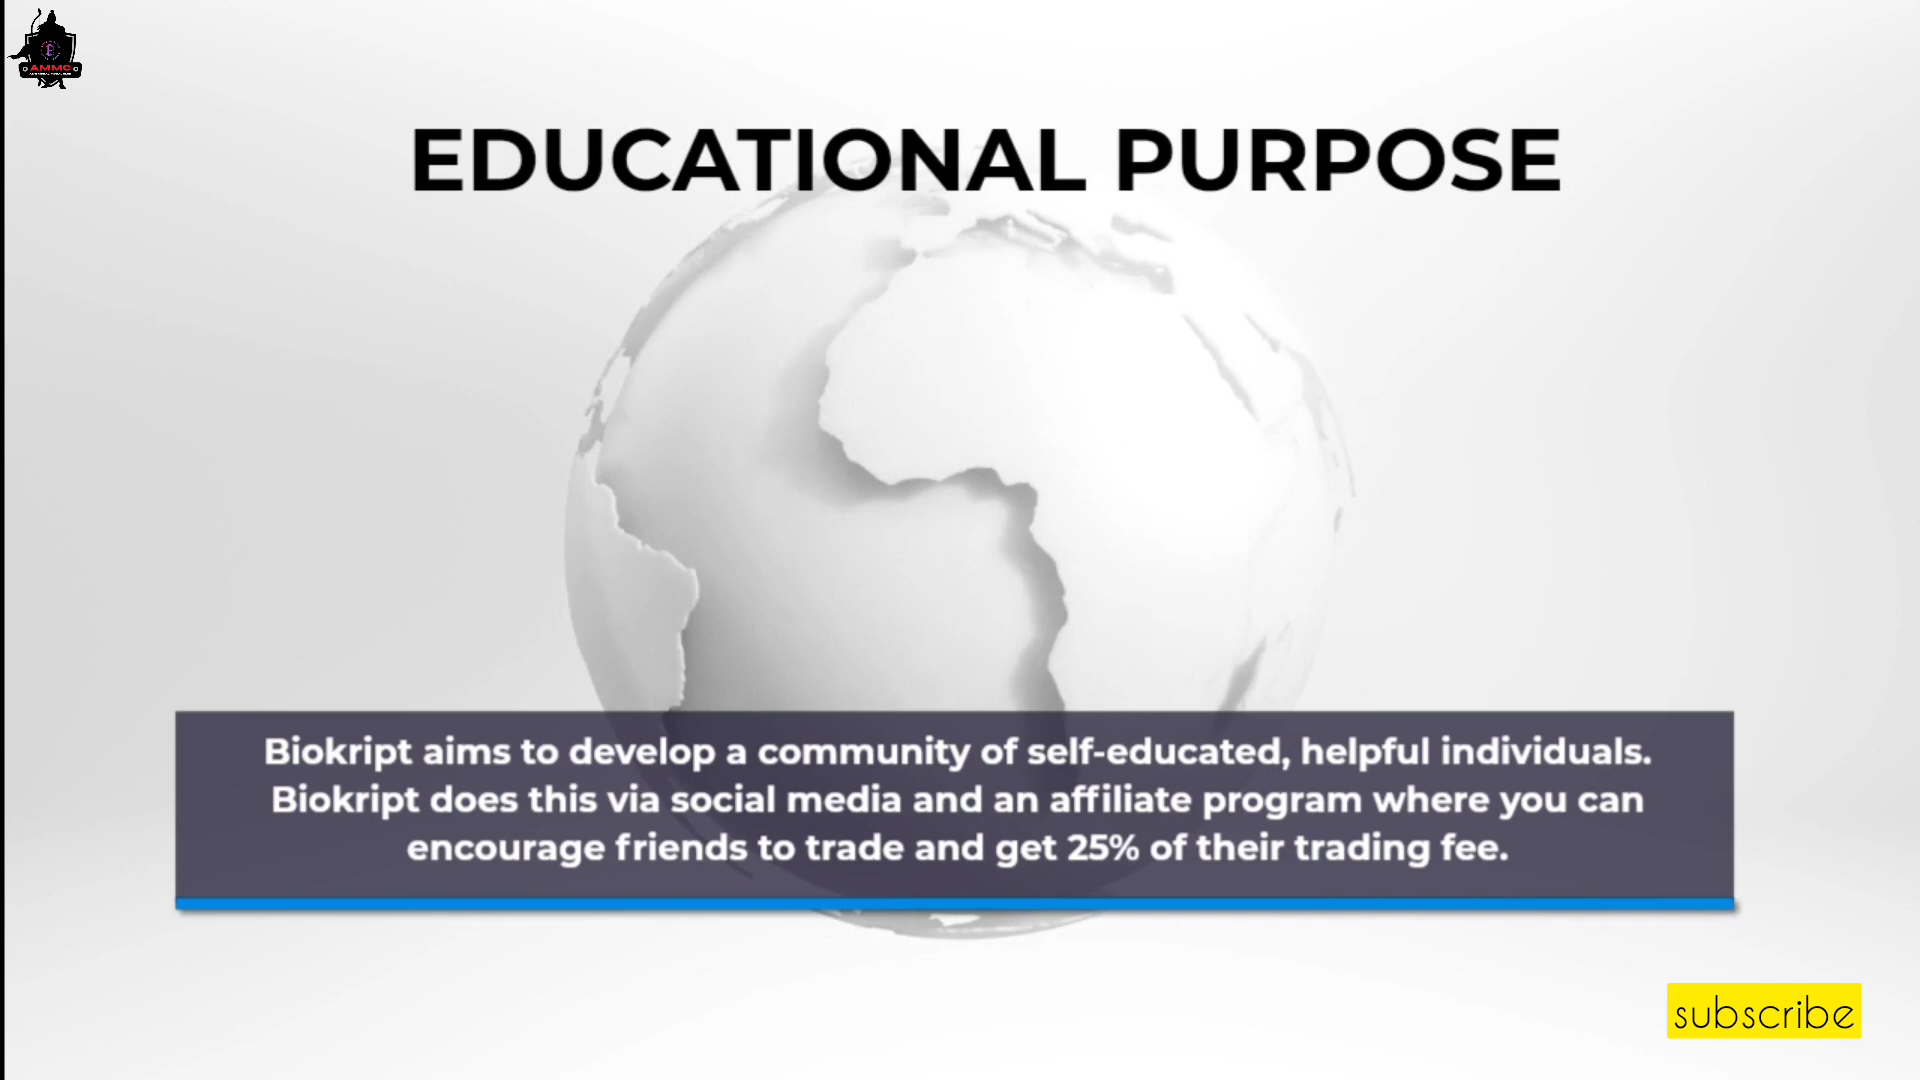 AMMC
EDUCATIONAL PURPOSE
Biokript aims to develop a community of self-educated, helpful individuals.
Biokript does this via social media and an affiliate program where you can
encourage friends to trade and get 25% of their trading fee.
subscribe